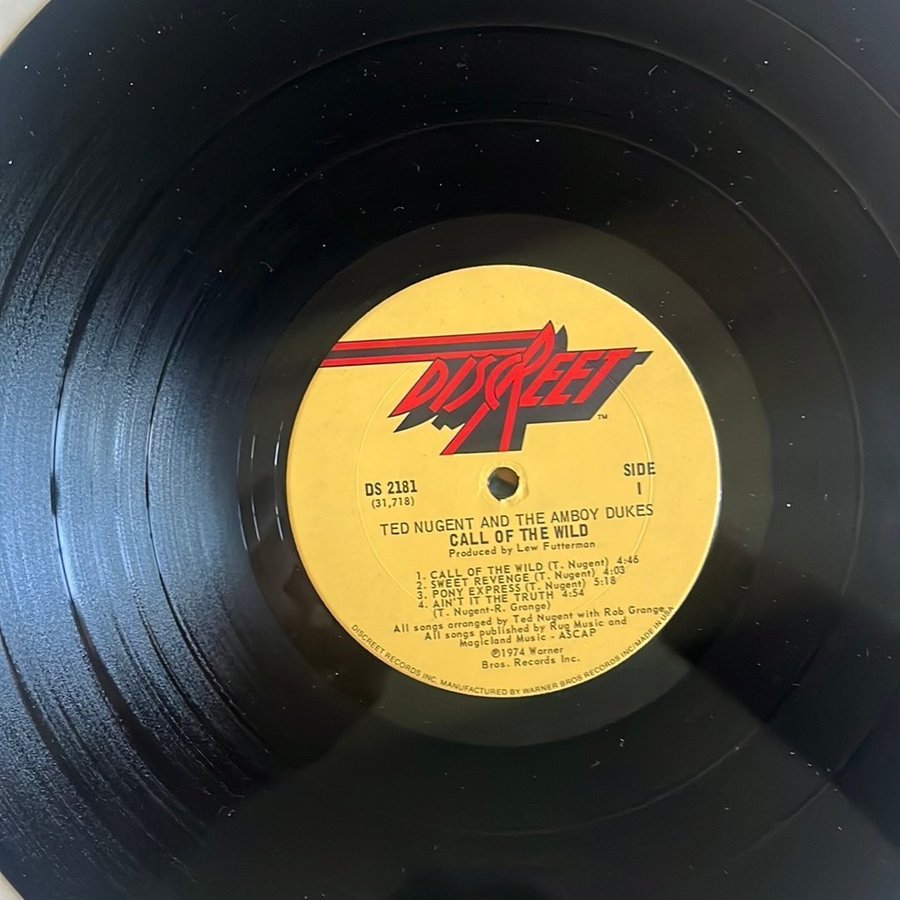 DISCREET
™
DS 2181
(31,718)
SIDE
1
TED NUGENT AND THE AMBOY DUKES
CALL OF THE WILD
Produced by Lew Futterman
1. CALL OF THE WILD (T. Nugent) 4:46
2. SWEET REVENGE (T. Nugent) 4:03
3. PONY EXPRESS (T. Nugent) 5:18
4. AIN'T IT THE TRUTH 4:54
(T. Nugent-R. Grange)
All songs arranged by Ted Nugent with Rob Grange
All songs published by Rug Music and
Magicland Music - ASCAP
℗1974 Warner
Bros. Records Inc.
DISCREET RECORDS INC. MANUFACTURED BY WARNER BROS RECORDS INC/MADE IN USA